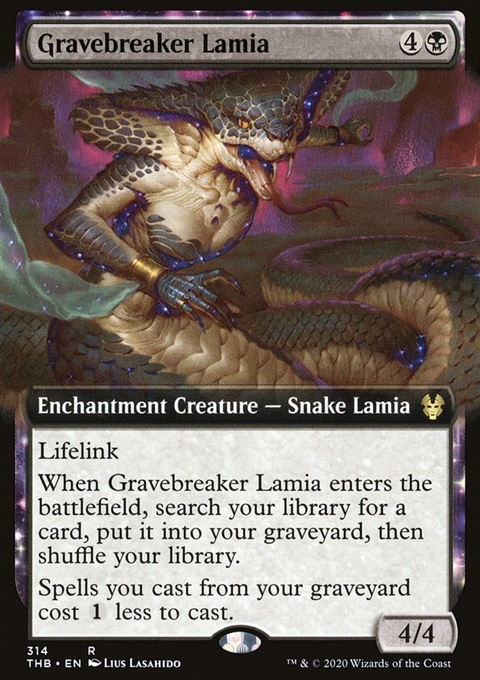 Gravebreaker Lamia 4
Enchantment Creature — Snake Lamia
Lifelink
When Gravebreaker Lamia enters the
battlefield, search your library for a
card, put it into your graveyard, then
shuffle your library.
Spells you cast from your graveyard
cost 1 less to cast.
4/4
314 R
THB • EN Lius Lasahido
™ & © 2020 Wizards of the Coast